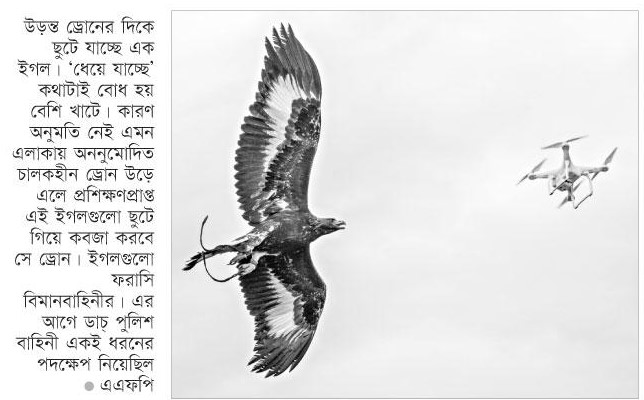 উড়ন্ত ড্রোনের দিকে
ছুটে যাচ্ছে এক
ইগল। ‘ধেয়ে যাচ্ছে’
কথাটাই বোধ হয়
বেশি খাটে। কারণ
অনুমতি নেই এমন
এলাকায় অননুমোদিত
চালকহীন ড্রোন উড়ে
এলে প্রশিক্ষণপ্রাপ্ত
এই ইগলগুলো ছুটে
গিয়ে কবজা করবে
সে ড্রোন। ইগলগুলো
ফরাসি
বিমানবাহিনীর। এর
আগে ডাচ্ পুলিশ
বাহিনী একই ধরনের
পদক্ষেপ নিয়েছিল
● এএফপি